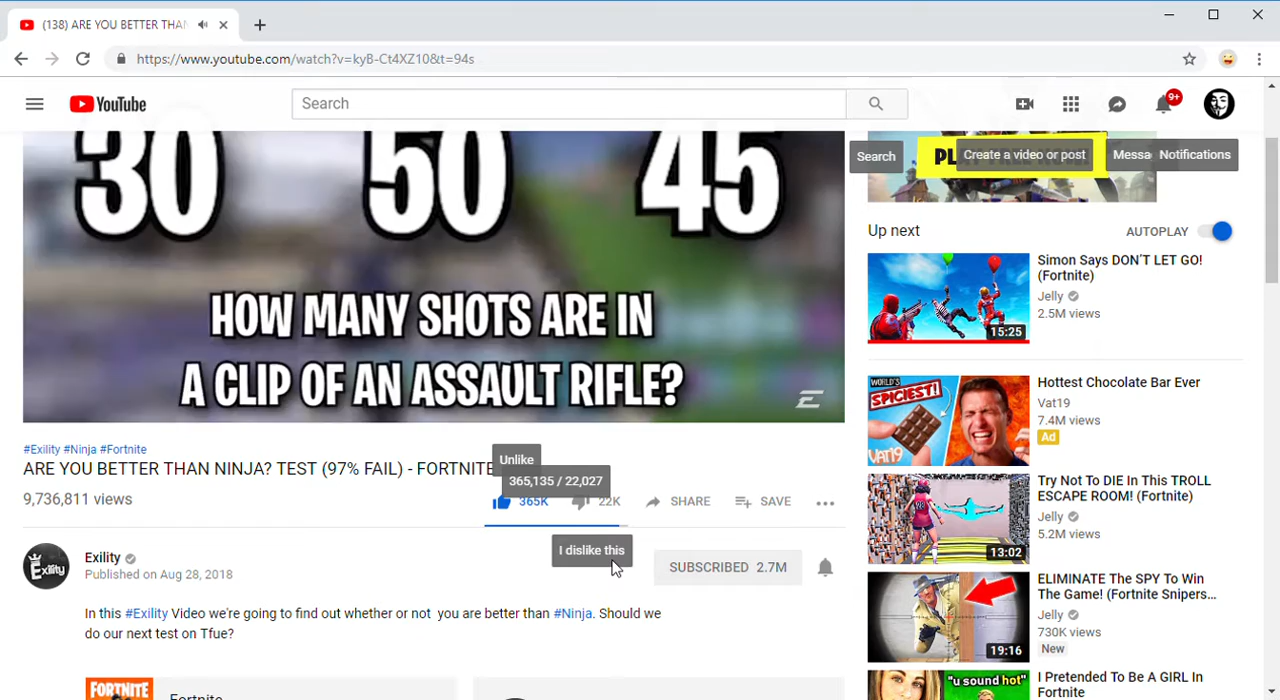 (138) ARE YOU BETTER THAN
https://www.youtube.com/watch?v=kyB-Ct4XZ10&t=94s
YouTube
Search
9+
Search
Create a video or post
Messa
Notifications
30 50 45
HOW MANY SHOTS ARE IN
A CLIP OF AN ASSAULT RIFLE?
#Exility #Ninja #Fortnite
ARE YOU BETTER THAN NINJA? TEST (97% FAIL) - FORTNITE
9,736,811 views
Unlike
365,135 / 22,027
365K
22K
SHARE
SAVE
I dislike this
Exility
Exility
Published on Aug 28, 2018
SUBSCRIBED 2.7M
In this #Exility Video we're going to find out whether or not you are better than #Ninja. Should we
do our next test on Tfue?
FORTNITE
Fortnite
Up next
AUTOPLAY
15:25
Simon Says DON'T LET GO!
(Fortnite)
Jelly
2.5M views
WORLD'S
SPICIEST!
Hottest Chocolate Bar Ever
Vat19
7.4M views
Ad
13:02
Try Not To DIE In This TROLL
ESCAPE ROOM! (Fortnite)
Jelly
5.2M views
19:16
ELIMINATE The SPY To Win
The Game! (Fortnite Snipers...
Jelly
730K views
New
"u sound hot"
I Pretended To Be A GIRL In
Fortnite